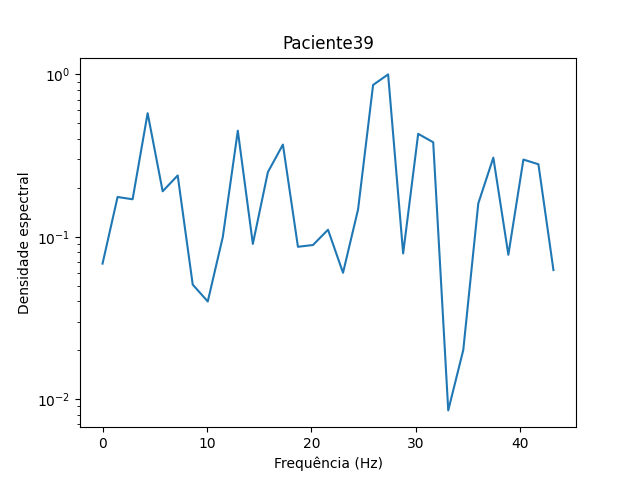 Paciente39
Densidade espectral
10⁰
10⁻¹
10⁻²
0 10 20 30 40
Frequência (Hz)